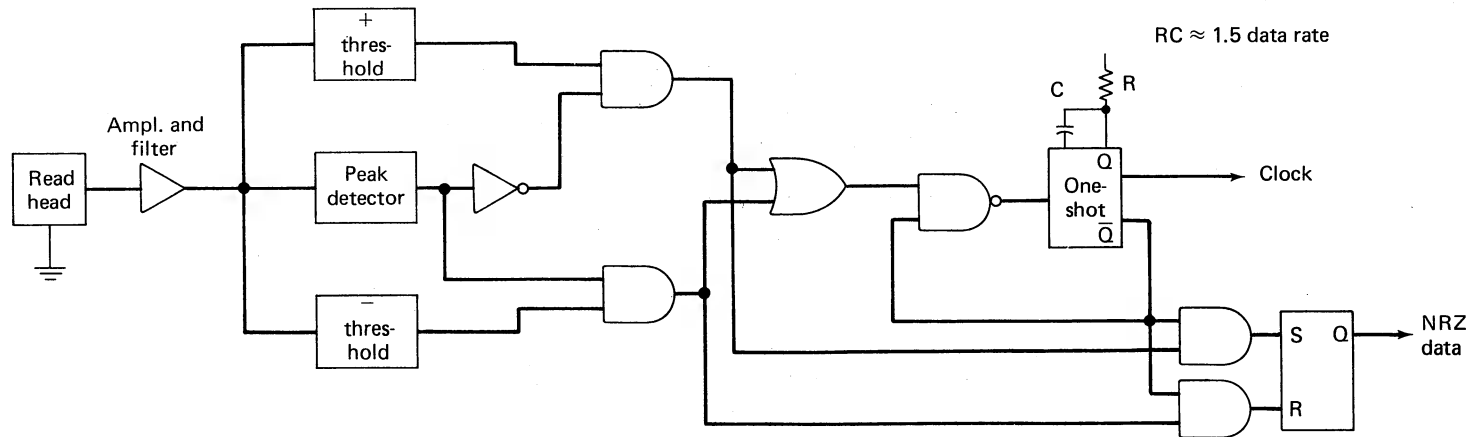 +
thres-
hold
RC ≈ 1.5 data rate
C
R
Ampl. and
filter
Read
head
Peak
detector
Q
One-
shot
Q̅
Clock
−
thres-
hold
S
Q
NRZ
data
R